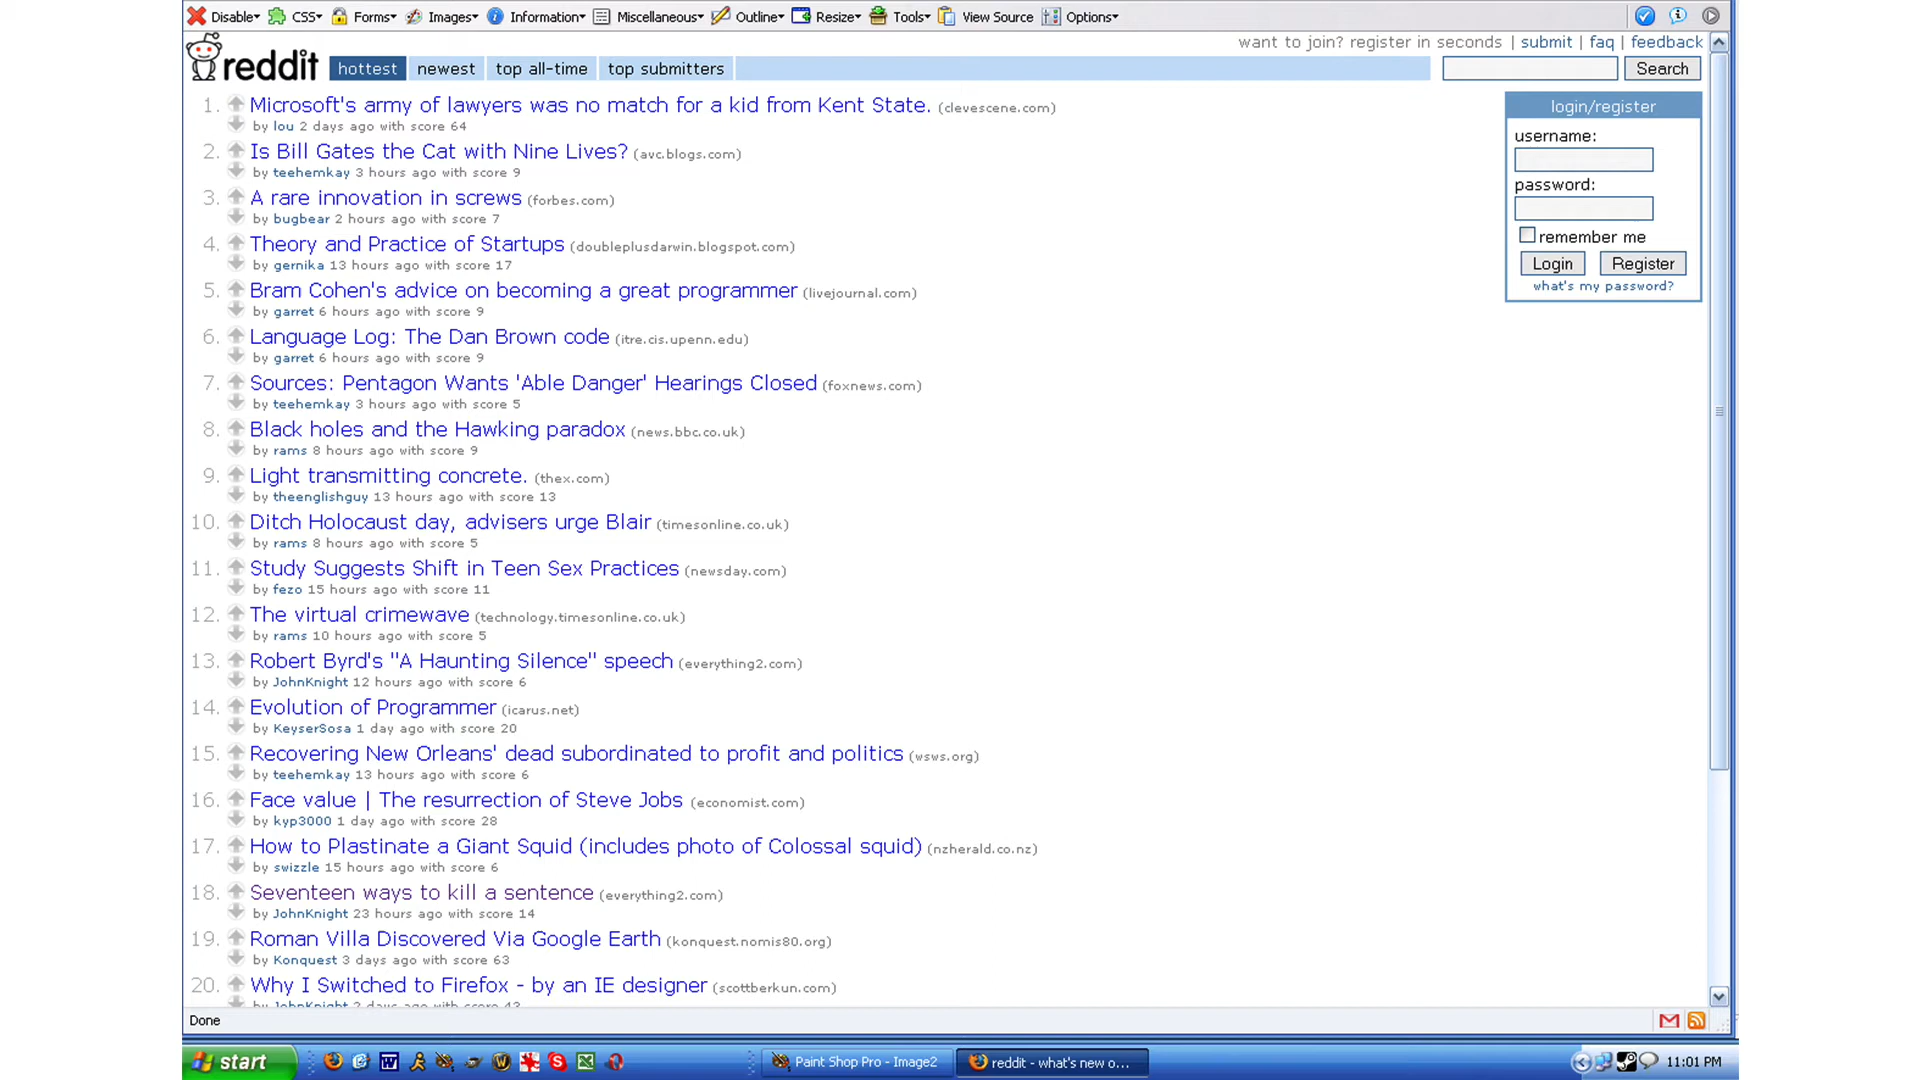 Disable CSS Forms Images Information Miscellaneous Outline Resize Tools View Source Options
want to join? register in seconds | submit | faq | feedback
reddit hottest newest top all-time top submitters Search
login/register
username:
password:
remember me
Login Register
what's my password?
1. Microsoft's army of lawyers was no match for a kid from Kent State. (clevescene.com)
by lou 2 days ago with score 64
2. Is Bill Gates the Cat with Nine Lives? (avc.blogs.com)
by teehemkay 3 hours ago with score 9
3. A rare innovation in screws (forbes.com)
by bugbear 2 hours ago with score 7
4. Theory and Practice of Startups (doubleplusdarwin.blogspot.com)
by gernika 13 hours ago with score 17
5. Bram Cohen's advice on becoming a great programmer (livejournal.com)
by garret 6 hours ago with score 9
6. Language Log: The Dan Brown code (itre.cis.upenn.edu)
by garret 6 hours ago with score 9
7. Sources: Pentagon Wants 'Able Danger' Hearings Closed (foxnews.com)
by teehemkay 3 hours ago with score 5
8. Black holes and the Hawking paradox (news.bbc.co.uk)
by rams 8 hours ago with score 9
9. Light transmitting concrete. (thex.com)
by theenglishguy 13 hours ago with score 13
10. Ditch Holocaust day, advisers urge Blair (timesonline.co.uk)
by rams 8 hours ago with score 5
11. Study Suggests Shift in Teen Sex Practices (newsday.com)
by fezo 15 hours ago with score 11
12. The virtual crimewave (technology.timesonline.co.uk)
by rams 10 hours ago with score 5
13. Robert Byrd's "A Haunting Silence" speech (everything2.com)
by JohnKnight 12 hours ago with score 6
14. Evolution of Programmer (icarus.net)
by KeyserSosa 1 day ago with score 20
15. Recovering New Orleans' dead subordinated to profit and politics (wsws.org)
by teehemkay 13 hours ago with score 6
16. Face value | The resurrection of Steve Jobs (economist.com)
by kyp3000 1 day ago with score 28
17. How to Plastinate a Giant Squid (includes photo of Colossal squid) (nzherald.co.nz)
by swizzle 15 hours ago with score 6
18. Seventeen ways to kill a sentence (everything2.com)
by JohnKnight 23 hours ago with score 14
19. Roman Villa Discovered Via Google Earth (konquest.nomis80.org)
by Konquest 3 days ago with score 63
20. Why I Switched to Firefox - by an IE designer (scottberkun.com)
by JohnKnight 2 days ago with score 43
Done
start Paint Shop Pro - Image2 reddit - what's new o... 11:01 PM